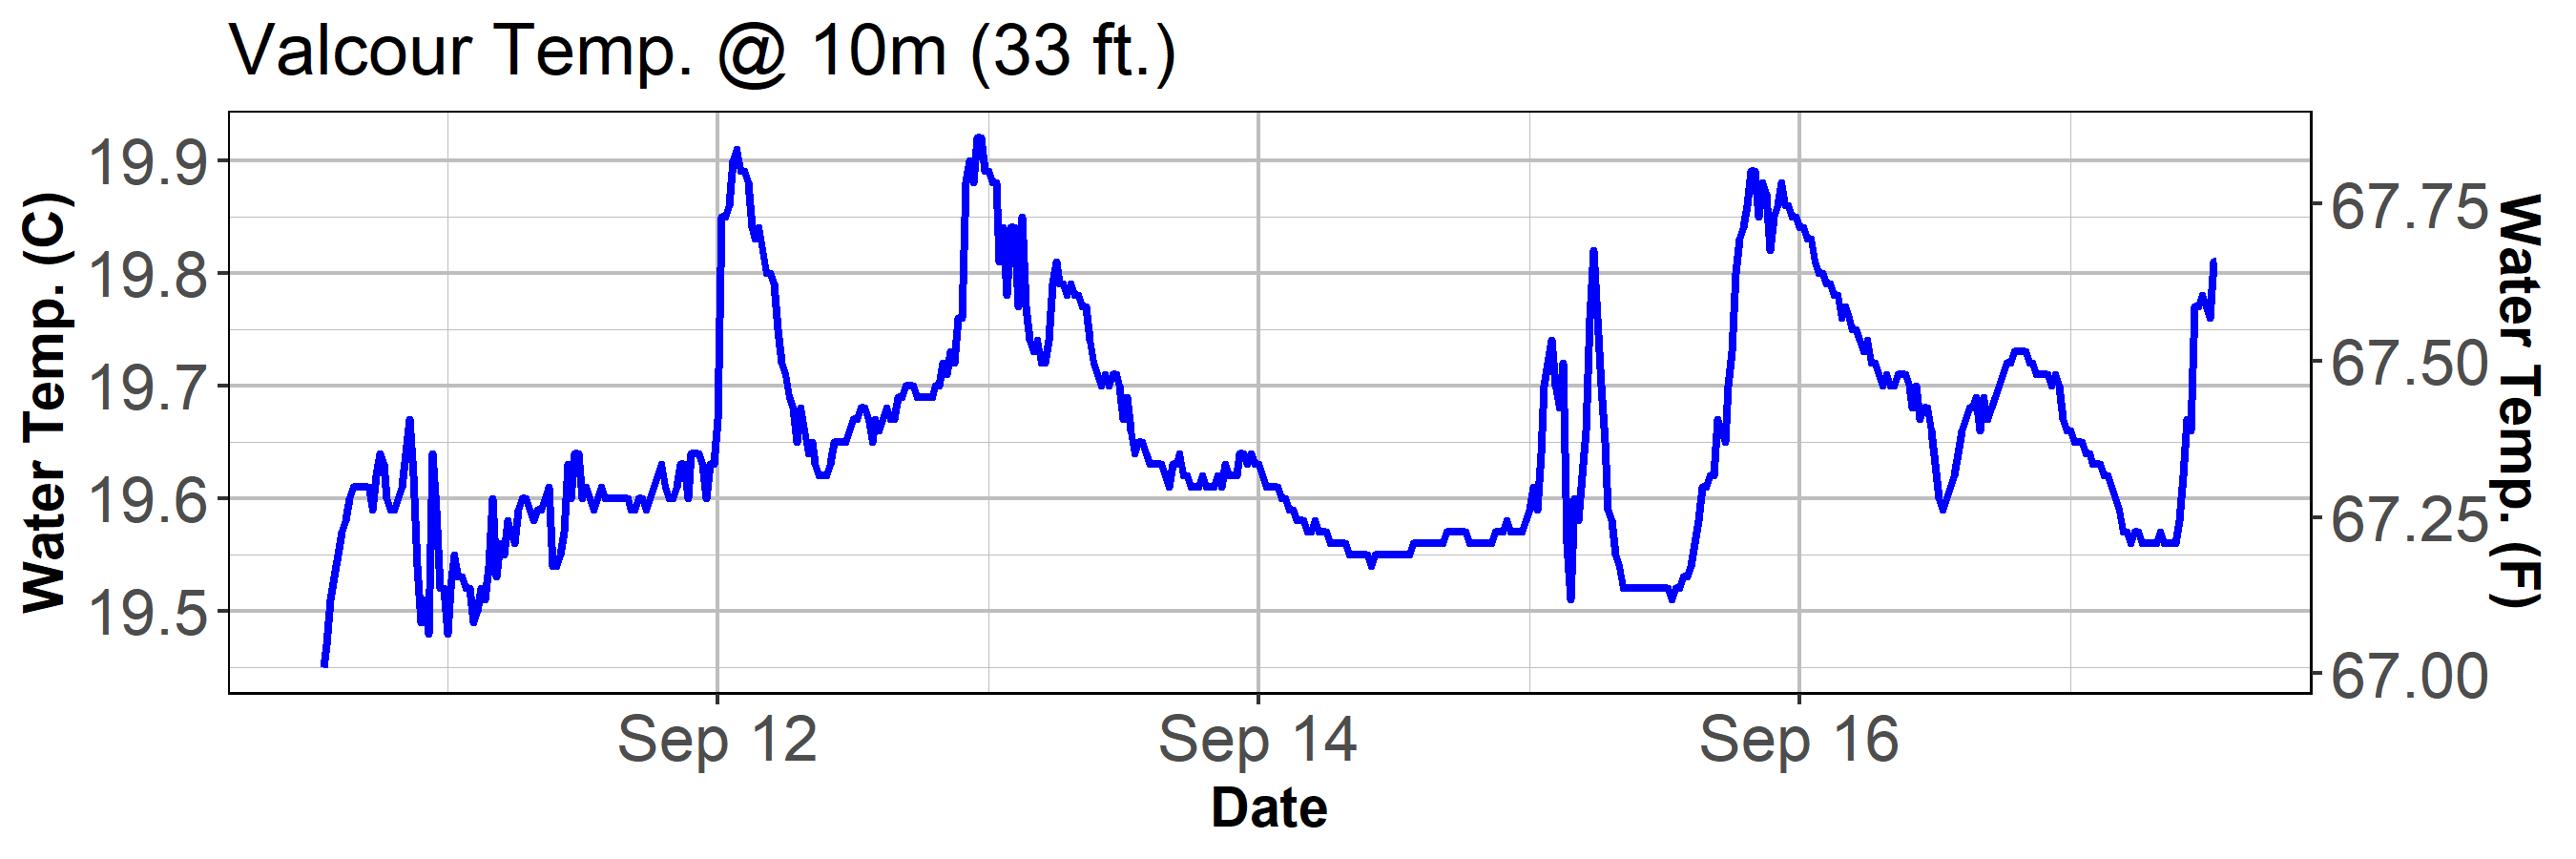 Valcour Temp. @ 10m (33 ft.)
Water Temp. (C)
19.9
19.8
19.7
19.6
19.5
67.75
67.50
67.25
67.00
Water Temp. (F)
Sep 12
Sep 14
Sep 16
Date